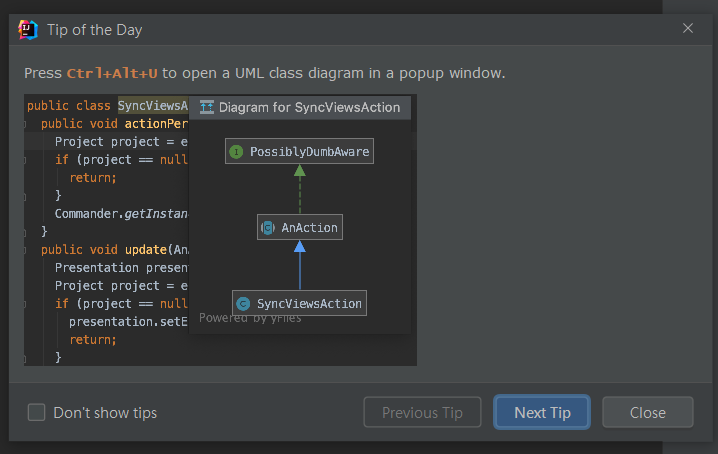 IJ
Tip of the Day
Press Ctrl+Alt+U to open a UML class diagram in a popup window.
public class SyncViewsA
public void actionPer
Project project = e
if (project == null
return;
}
Commander.getInstan
}
public void update(An
Presentation present
Project project = e
if (project == null
presentation.setE
return;
}
Diagram for SyncViewsAction
I PossiblyDumbAware
C AnAction
C SyncViewsAction
Powered by yFiles
Don't show tips
Previous Tip
Next Tip
Close